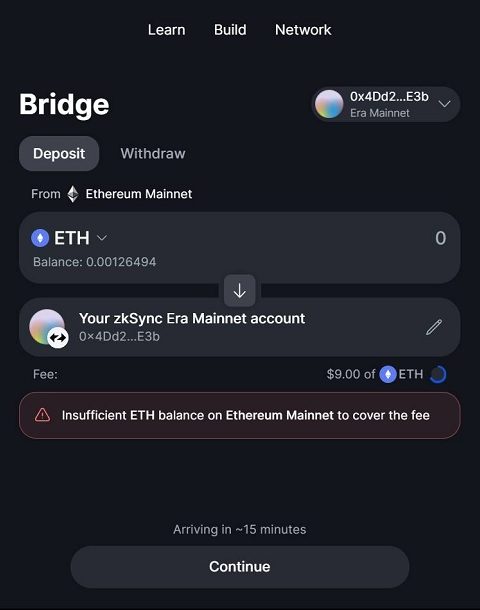 Learn Build Network
Bridge
0x4Dd2...E3b
Era Mainnet
Deposit Withdraw
From Ethereum Mainnet
ETH 0
Balance: 0.00126494
Your zkSync Era Mainnet account
0×4Dd2...E3b
Fee: $9.00 of ETH
Insufficient ETH balance on Ethereum Mainnet to cover the fee
Arriving in ~15 minutes
Continue